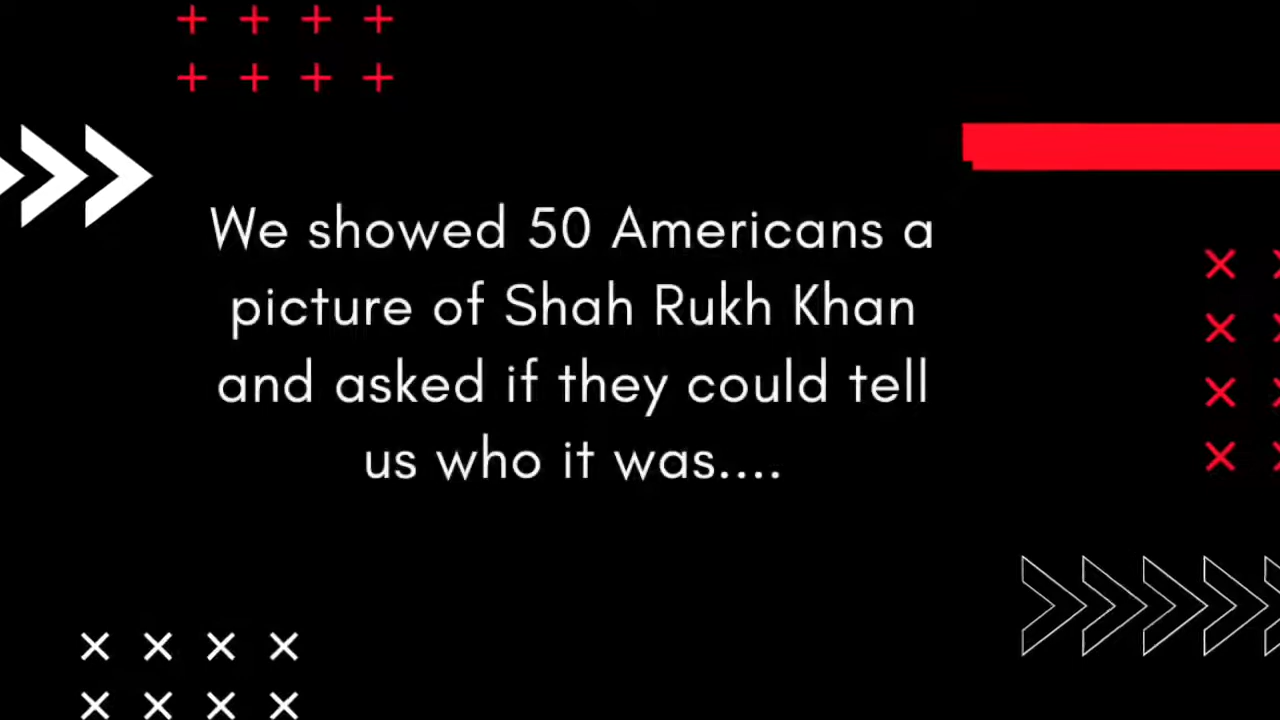 We showed 50 Americans a
picture of Shah Rukh Khan
and asked if they could tell
us who it was....